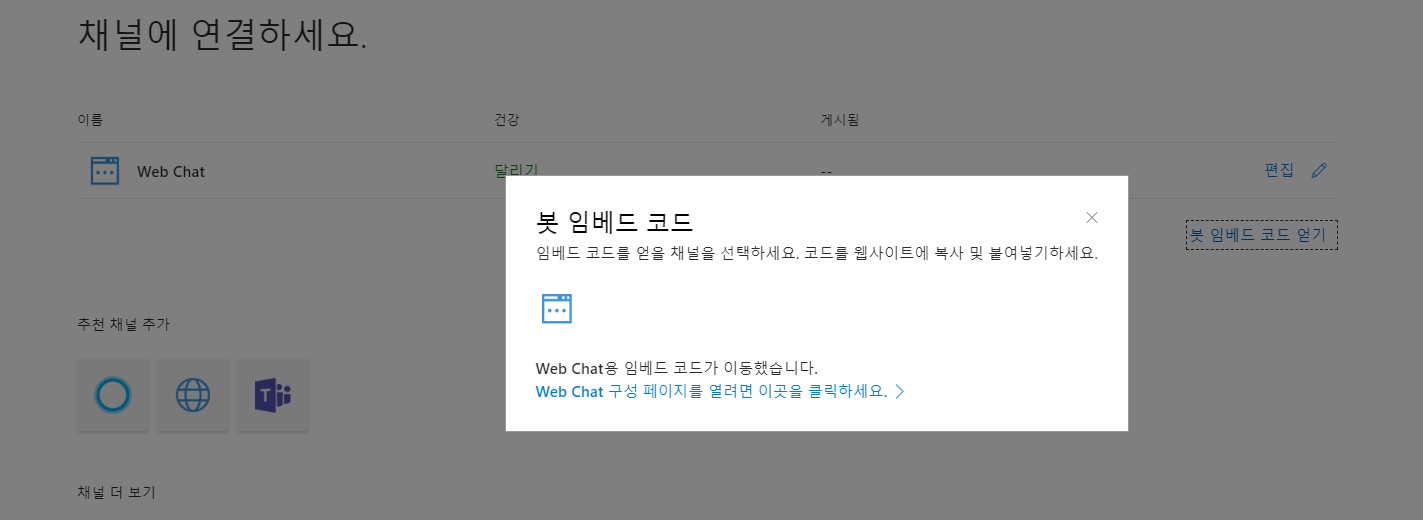 채널에 연결하세요.
이름 건강 게시됨
Web Chat 달리기 -- 편집
봇 임베드 코드 얻기
봇 임베드 코드
임베드 코드를 얻을 채널을 선택하세요. 코드를 웹사이트에 복사 및 붙여넣기하세요.
Web Chat용 임베드 코드가 이동했습니다.
Web Chat 구성 페이지를 열려면 이곳을 클릭하세요.
추천 채널 추가
T
채널 더 보기